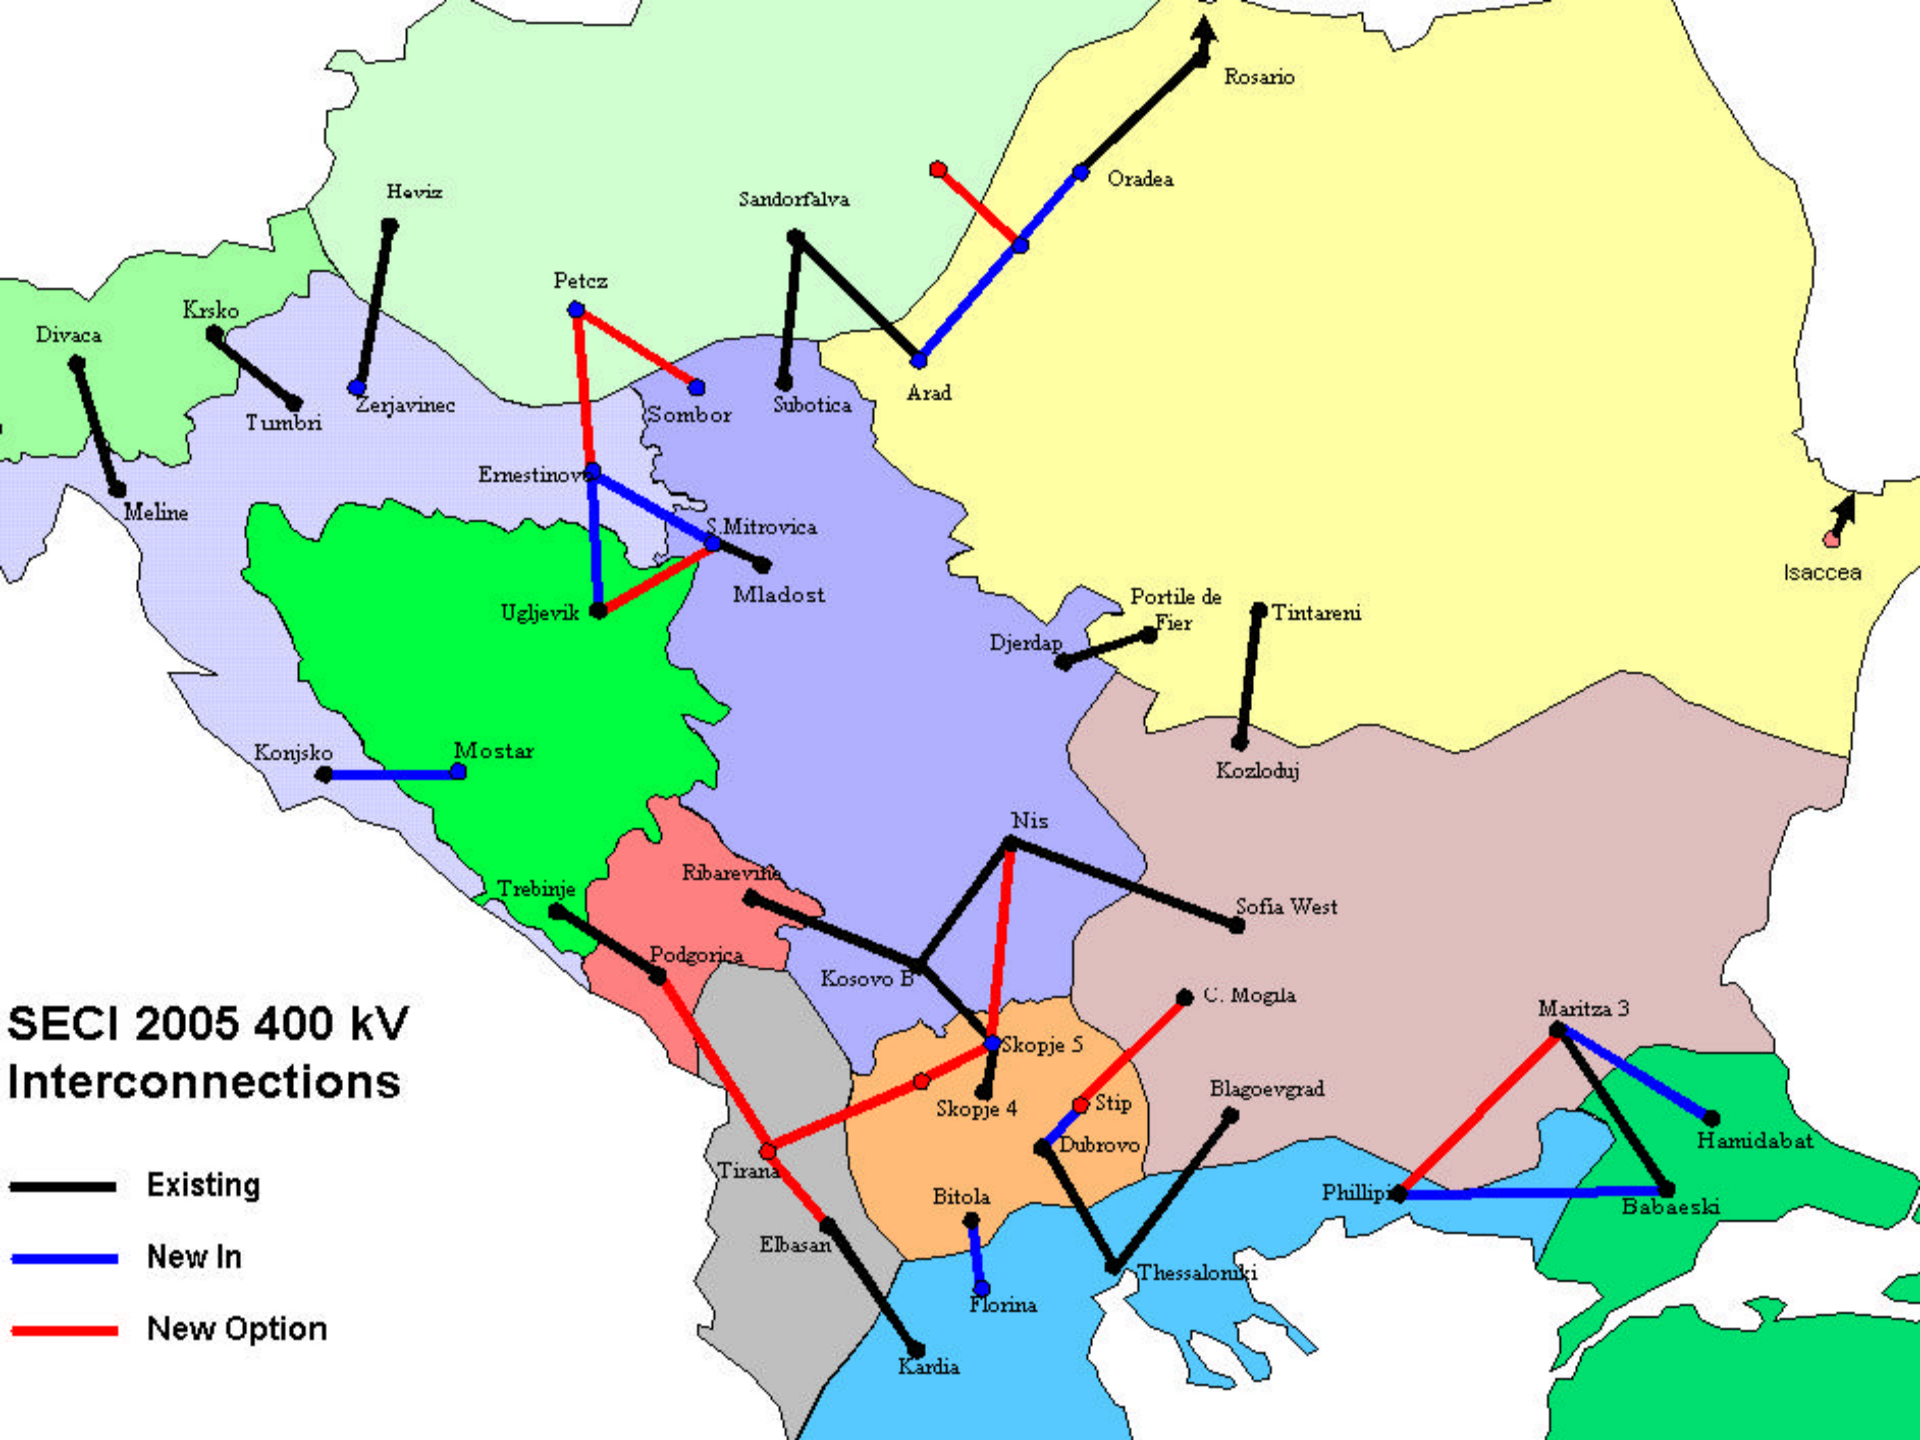 Rosario
Oradea
Heviz
Sandorfalva
Petcz
Krsko
Divaca
Arad
Zerjavinec
Subotica
Sombor
Tumbri
Ernestinovo
Meline
S.Mitrovica
Isaccea
Mladost
Portile de
Fier
Ugljevik
Tintareni
Djerdap
Konjsko
Mostar
Kozloduj
Nis
Ribarevine
Trebinje
Sofia West
Podgorica
Kosovo B
C. Mogila
Maritza 3
SECI 2005 400 kV
Interconnections
Skopje 5
Blagoevgrad
Skopje 4
Stip
Hamidabat
Dubrovo
Tirana
Existing
Bitola
Phillipi
Babaeski
Elbasan
New In
Thessaloniki
Florina
New Option
Kardia